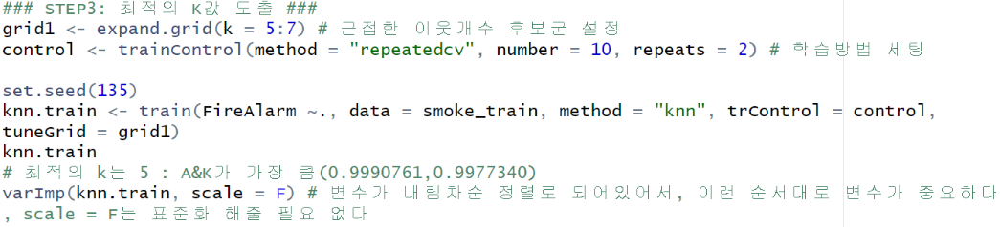 ### STEP3: 최적의 K값 도출 ###
grid1 <- expand.grid(k = 5:7) # 근접한 이웃개수 후보군 설정
control <- trainControl(method = "repeatedcv", number = 10, repeats = 2) # 학습방법 세팅
set.seed(135)
knn.train <- train(FireAlarm ~., data = smoke_train, method = "knn", trControl = control,
tuneGrid = grid1)
knn.train
# 최적의 k는 5 : A&K가 가장 큼(0.9990761,0.9977340)
varImp(knn.train, scale = F) # 변수가 내림차순 정렬로 되어있어서, 이런 순서대로 변수가 중요하다
, scale = F는 표준화 해줄 필요 없다